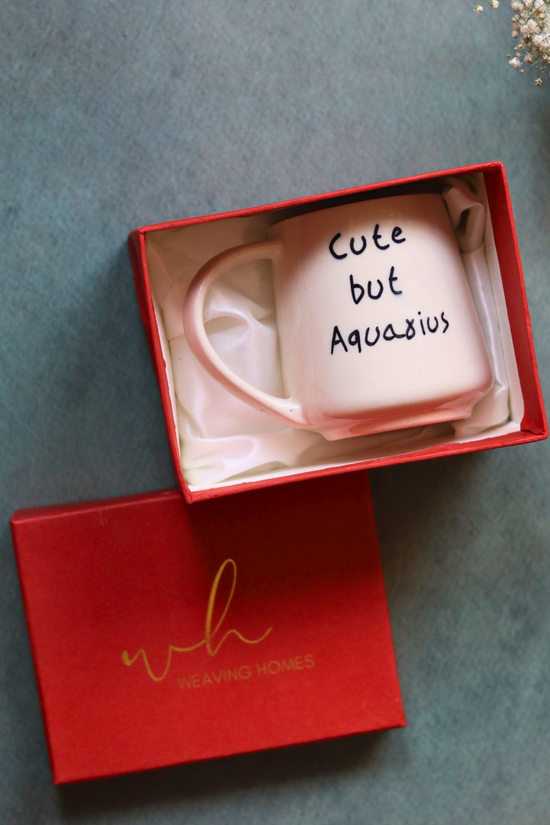 Cute
but
Aquarius
wh
WEAVING HOMES